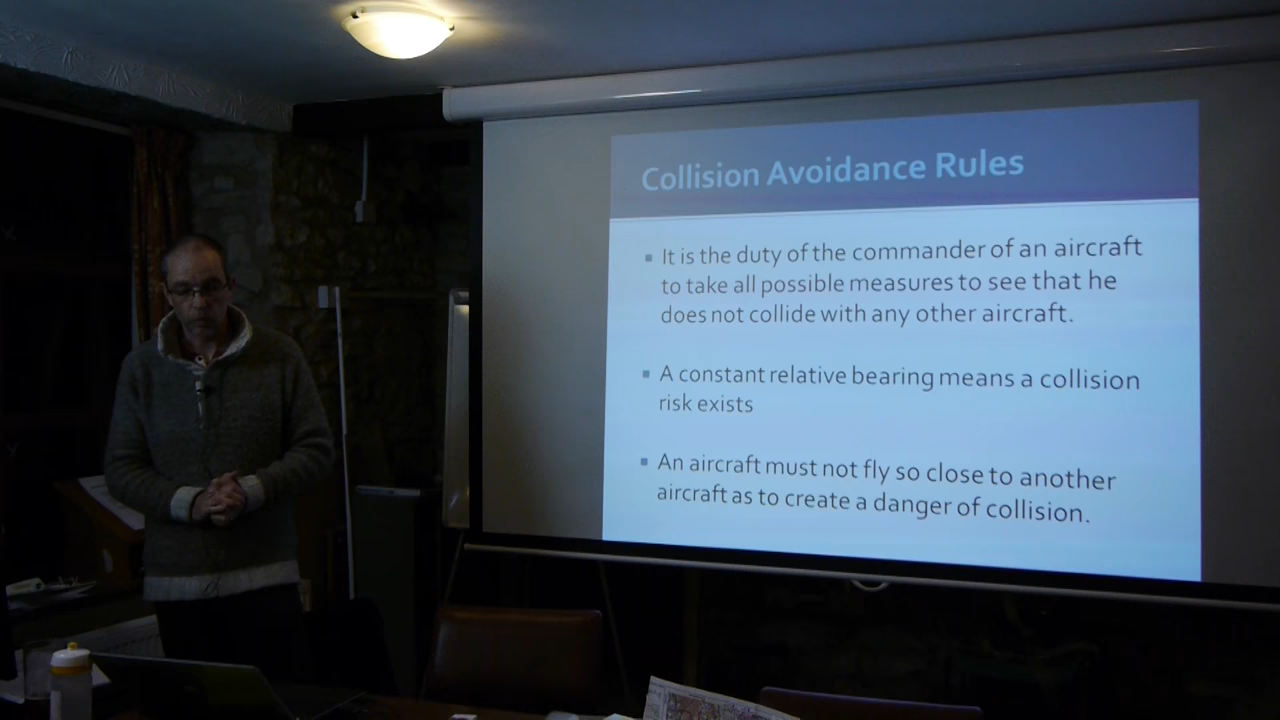 Collision Avoidance Rules
It is the duty of the commander of an aircraft
to take all possible measures to see that he
does not collide with any other aircraft.
A constant relative bearing means a collision
risk exists
An aircraft must not fly so close to another
aircraft as to create a danger of collision.